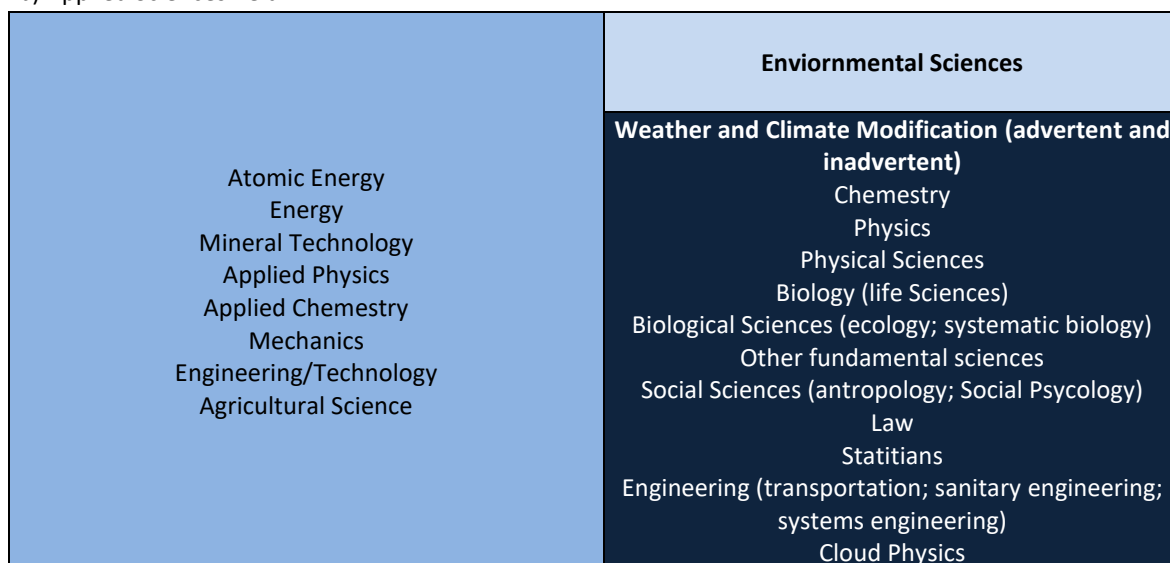 Atomic Energy
Energy
Mineral Technology
Applied Physics
Applied Chemestry
Mechanics
Engineering/Technology
Agricultural Science
Enviornmental Sciences
Weather and Climate Modification (advertent and
inadvertent)
Chemestry
Physics
Physical Sciences
Biology (life Sciences)
Biological Sciences (ecology; systematic biology)
Other fundamental sciences
Social Sciences (antropology; Social Psycology)
Law
Statitians
Engineering (transportation; sanitary engineering;
systems engineering)
Cloud Physics